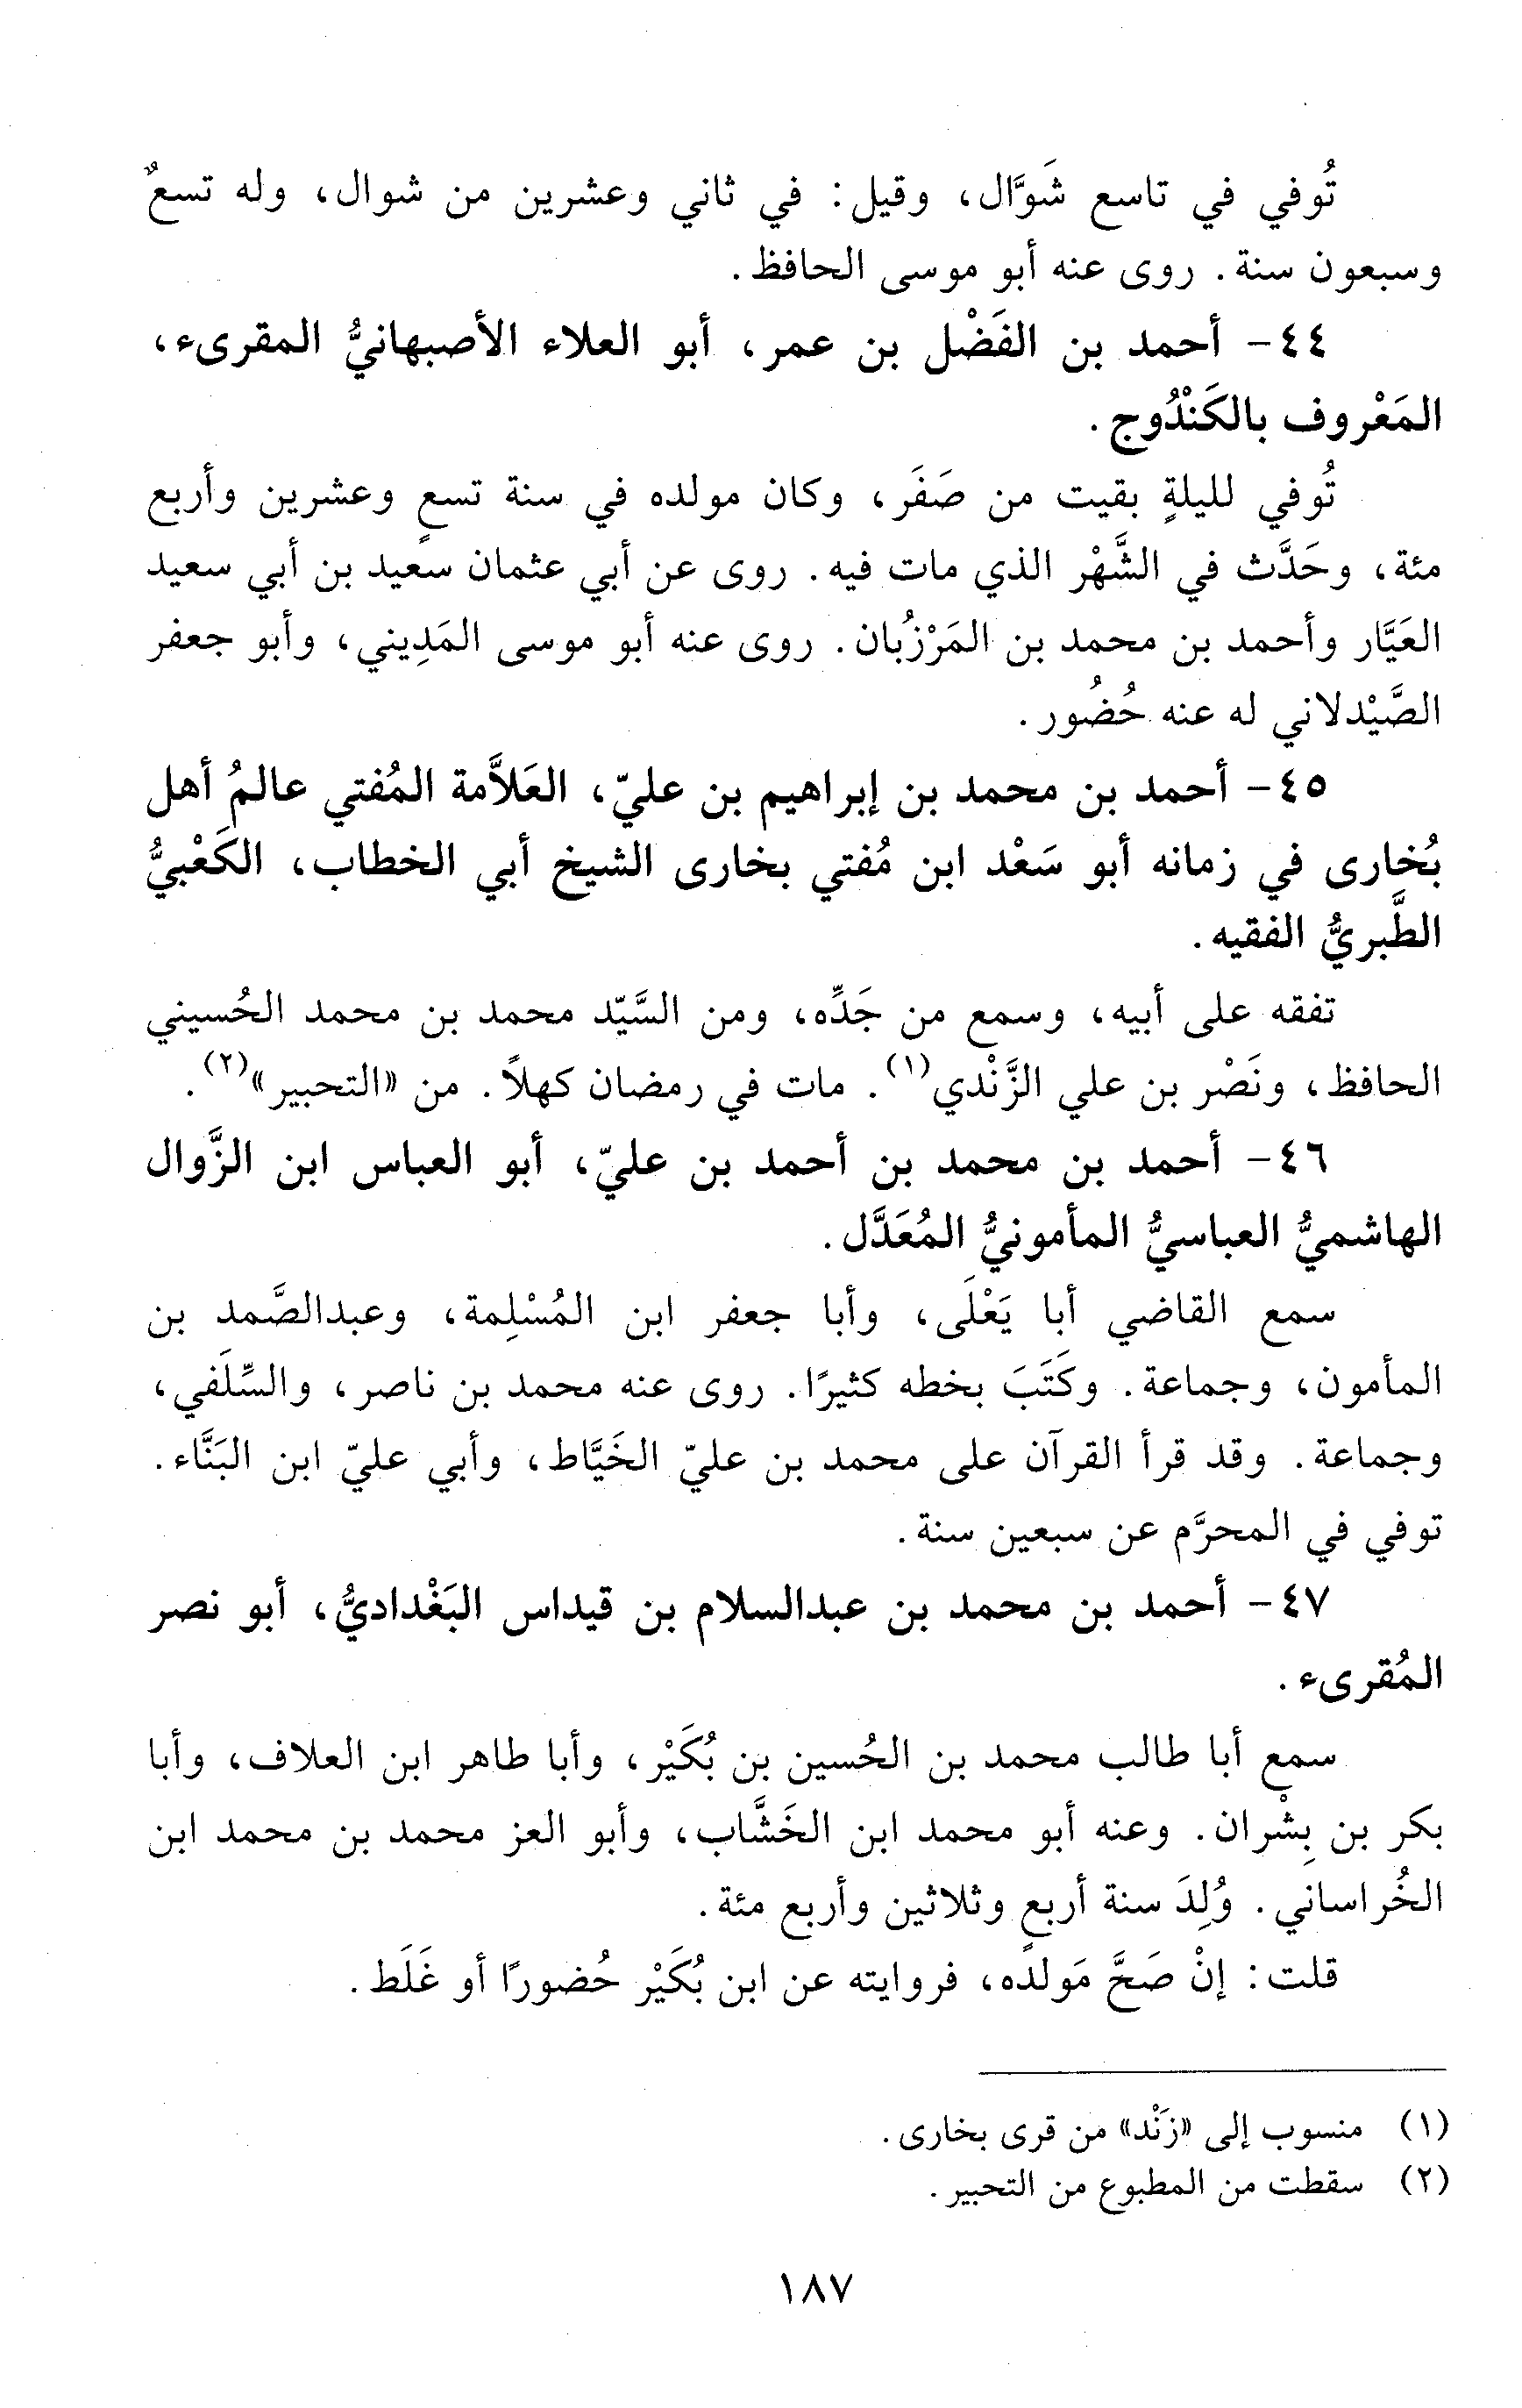 تُوفي في تاسع شَوَّال، وقيل: في ثاني وعشرين من شوال، وله تسعٌ
وسبعون سنة. روى عنه أبو موسى الحافظ.
٤٤- أحمد بن الفَضْل بن عمر، أبو العلاء الأصبهانيُّ المقرىء،
المَعْروف بالكَنْدُوج.
تُوفي لليلةٍ بقيت من صَفَر، وكان مولده في سنة تسعٍ وعشرين وأربع
مئة، وحَدَّث في الشَّهْر الذي مات فيه. روى عن أبي عثمان سعيد بن أبي سعيد
العَيَّار وأحمد بن محمد بن المَرْزُبان. روى عنه أبو موسى المَدِيني، وأبو جعفر
الصَّيْدلاني له عنه حُضُور.
٤٥- أحمد بن محمد بن إبراهيم بن عليّ، العَلاَّمة المُفتي عالمُ أهل
بُخارى في زمانه أبو سَعْد ابن مُفتي بخارى الشيخ أبي الخطاب، الكَعْبيُّ
الطَّبريُّ الفقيه.
تفقه على أبيه، وسمع من جَدِّه، ومن السَّيّد محمد بن محمد الحُسيني
الحافظ، ونَصْر بن علي الزَّنْدي(١). مات في رمضان كهلاً. من «التحبير»(٢).
٤٦- أحمد بن محمد بن أحمد بن عليّ، أبو العباس ابن الزَّوال
الهاشميُّ العباسيُّ المأمونيُّ المُعَدَّل.
سمع القاضي أبا يَعْلَى، وأبا جعفر ابن المُسْلِمة، وعبدالصَّمد بن
المأمون، وجماعة. وكَتَبَ بخطه كثيرًا. روى عنه محمد بن ناصر، والسِّلَفي،
وجماعة. وقد قرأ القرآن على محمد بن عليّ الخَيَّاط، وأبي عليّ ابن البَنَّاء.
توفي في المحرَّم عن سبعين سنة.
٤٧- أحمد بن محمد بن عبدالسلام بن قيداس البَغْداديُّ، أبو نصر
المُقرىء.
سمع أبا طالب محمد بن الحُسين بن بُكَيْر، وأبا طاهر ابن العلاف، وأبا
بكر بن بِشْران. وعنه أبو محمد ابن الخَشَّاب، وأبو العز محمد بن محمد ابن
الخُراساني. وُلِدَ سنة أربعٍ وثلاثين وأربع مئة.
قلت: إنْ صَحَّ مَولدُه، فروايته عن ابن بُكَيْر حُضورًا أو غَلَط.
(١) منسوب إلى «زَنْد» من قرى بخارى.
(٢) سقطت من المطبوع من التحبير.
١٨٧